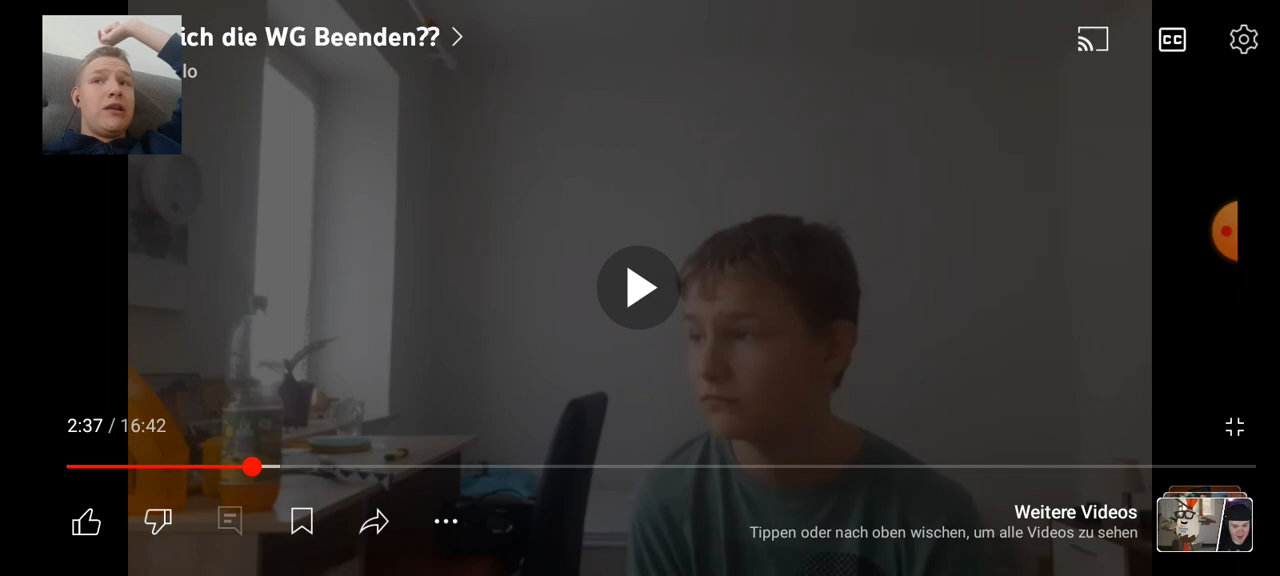 ich die WG Beenden??
lo
CC
2:37 / 16:42
Weitere Videos
Tippen oder nach oben wischen, um alle Videos zu sehen